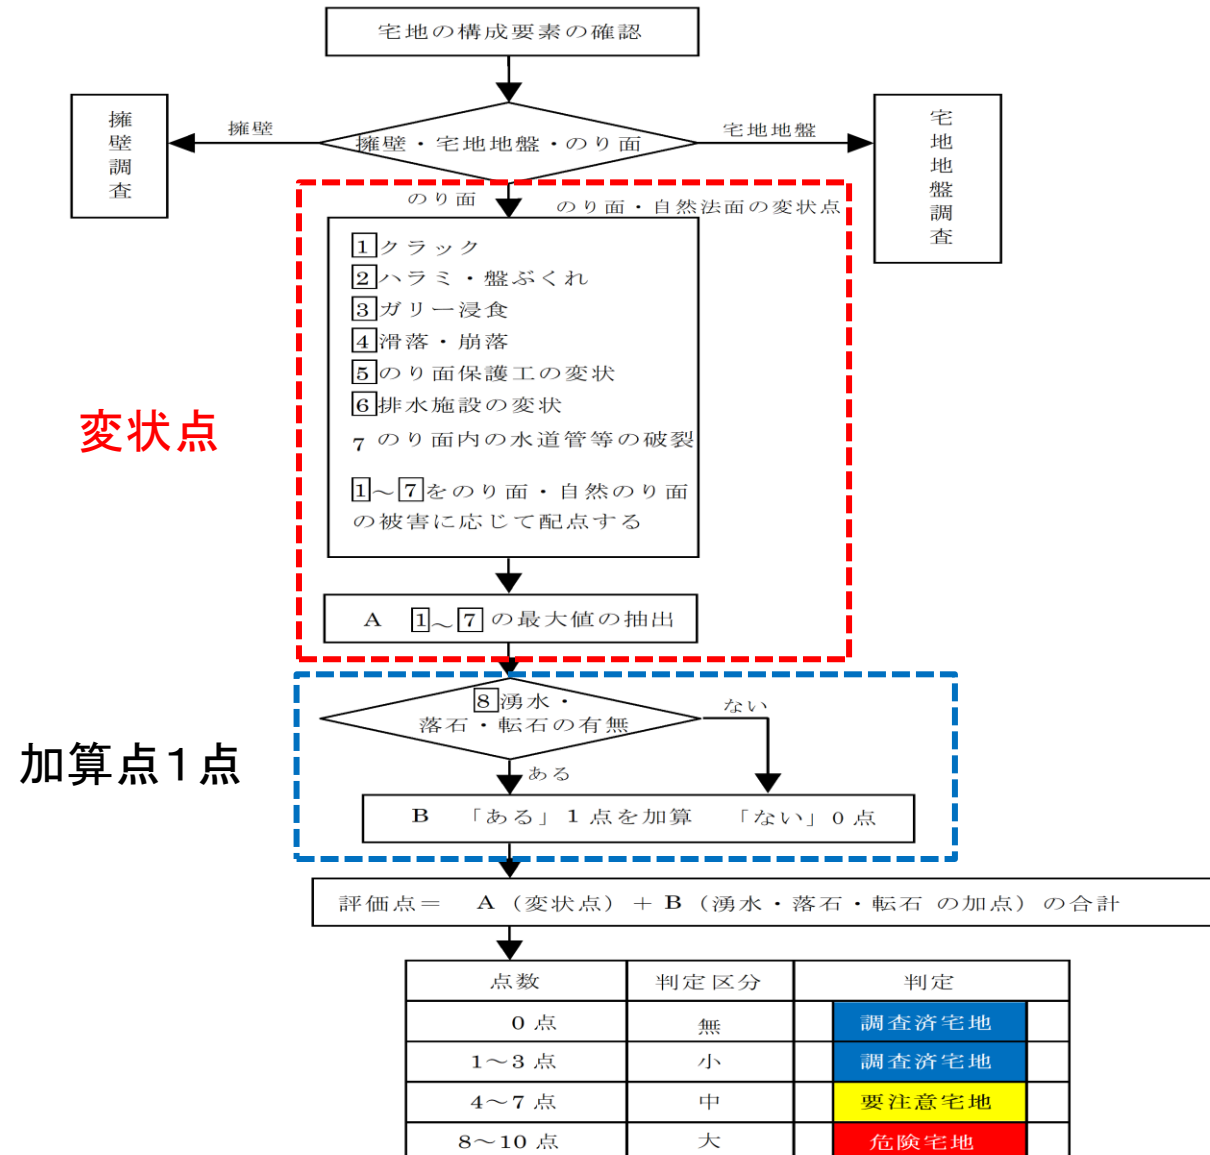 宅地の構成要素の確認
擁壁・宅地地盤・のり面
擁壁
擁壁調査
宅地地盤
宅地地盤調査
のり面
のり面・自然法面の変状点
1クラック
2ハラミ・盤ぶくれ
3ガリー浸食
4滑落・崩落
5のり面保護工の変状
6排水施設の変状
7 のり面内の水道管等の破裂
1～7をのり面・自然のり面
の被害に応じて配点する
変状点
A 1～7の最大値の抽出
8湧水・
落石・転石の有無
ない
ある
加算点1点
B 「ある」1点を加算 「ない」0点
評価点＝ A（変状点）＋B（湧水・落石・転石 の加点）の合計
点数 判定区分 判定
0点 無 調査済宅地
1～3点 小 調査済宅地
4～7点 中 要注意宅地
8～10点 大 危険宅地